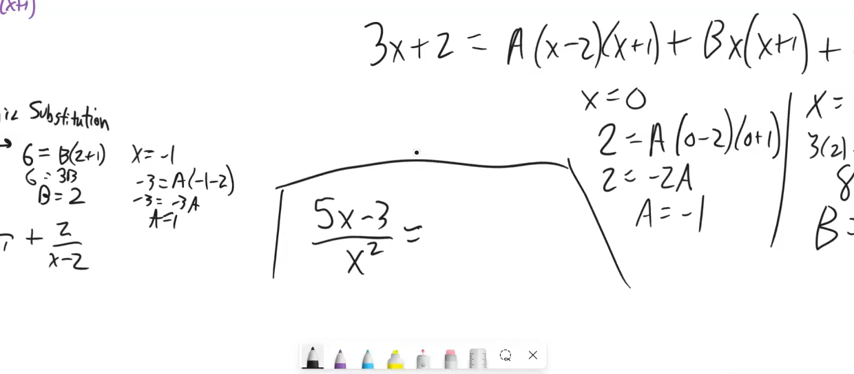 (x+1)
3x+2 = A(x-2)(x+1) + Bx(x+1) +
Substitution
6 = B(2+1)
6 = 3B
B = 2
x = -1
-3 = A(-1-2)
-3 = -3A
A=1
+ 2/(x-2)
5x-3/x² =
x = 0
2 = A(0-2)(0+1)
2 = -2A
A = -1
x =
3(2)
8
B =